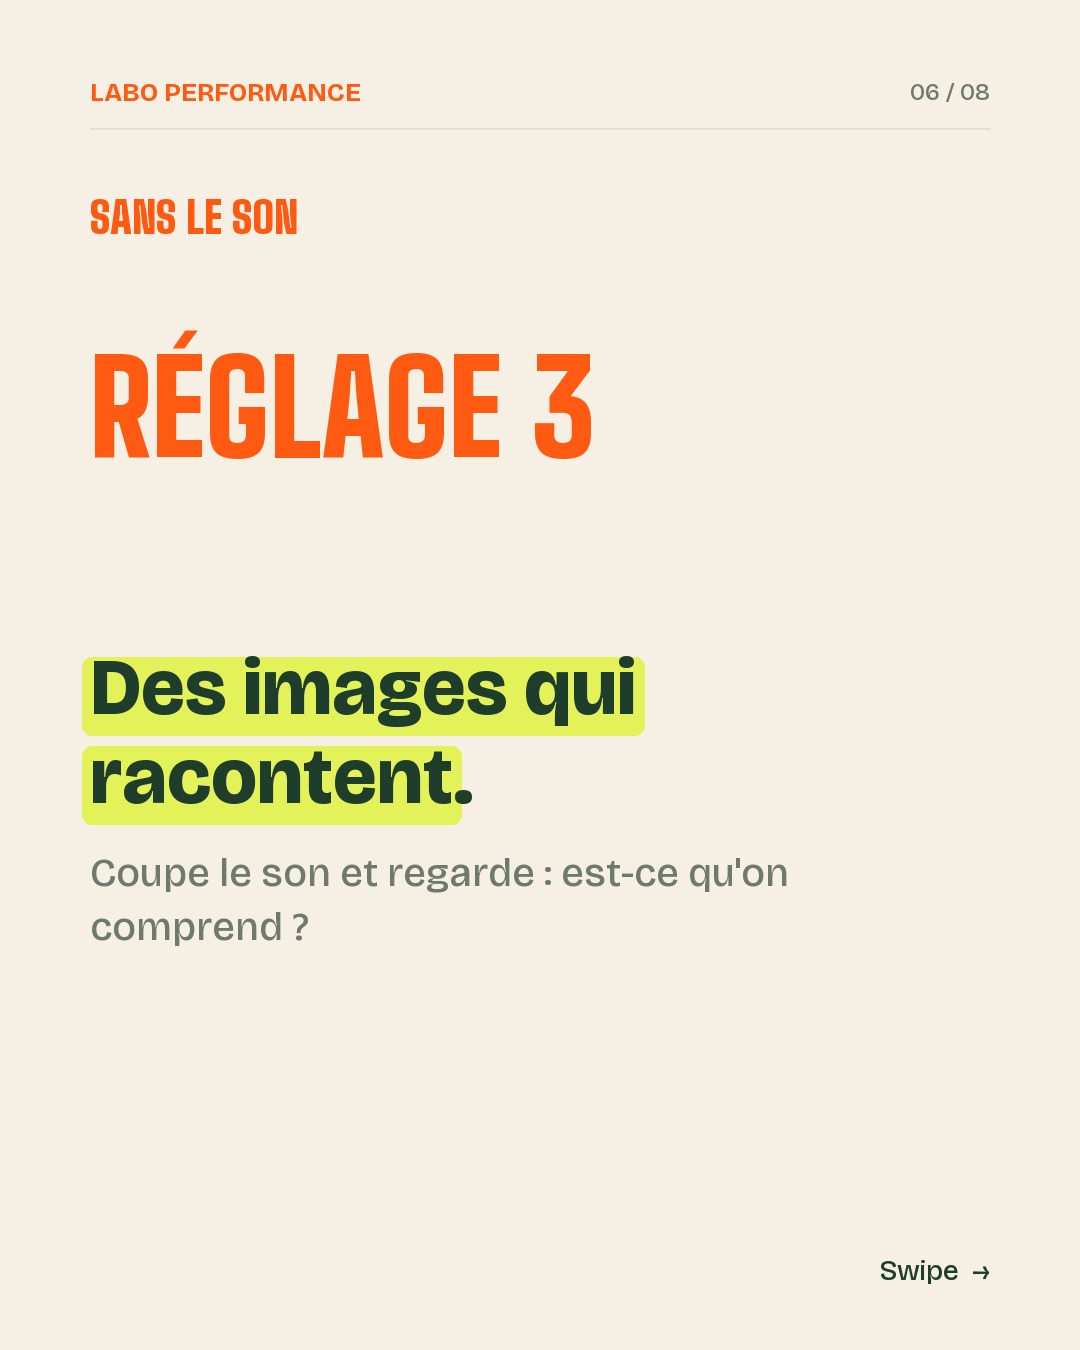 LABO PERFORMANCE
06 / 08
SANS LE SON
RÉGLAGE 3
Des images qui
racontent.
Coupe le son et regarde : est-ce qu'on
comprend ?
Swipe →